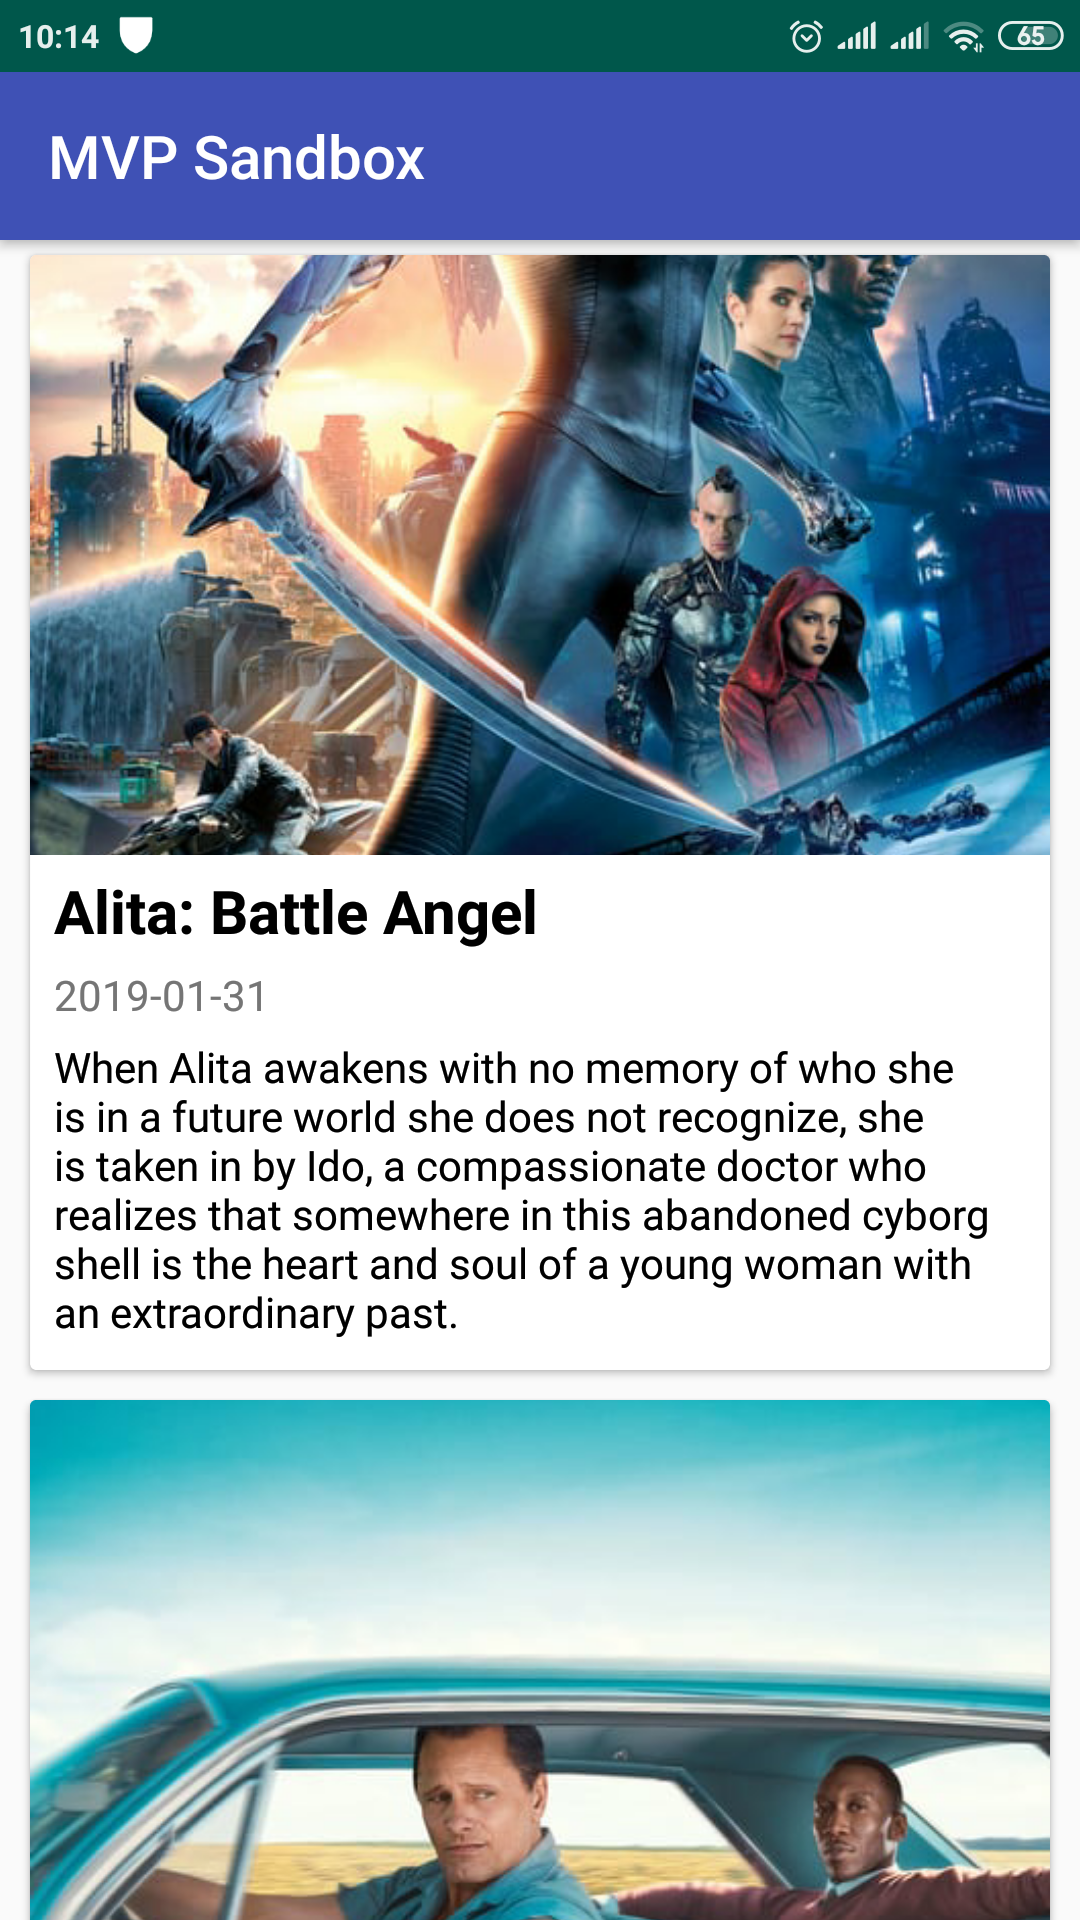 10:14
65
MVP Sandbox
Alita: Battle Angel
2019-01-31
When Alita awakens with no memory of who she
is in a future world she does not recognize, she
is taken in by Ido, a compassionate doctor who
realizes that somewhere in this abandoned cyborg
shell is the heart and soul of a young woman with
an extraordinary past.